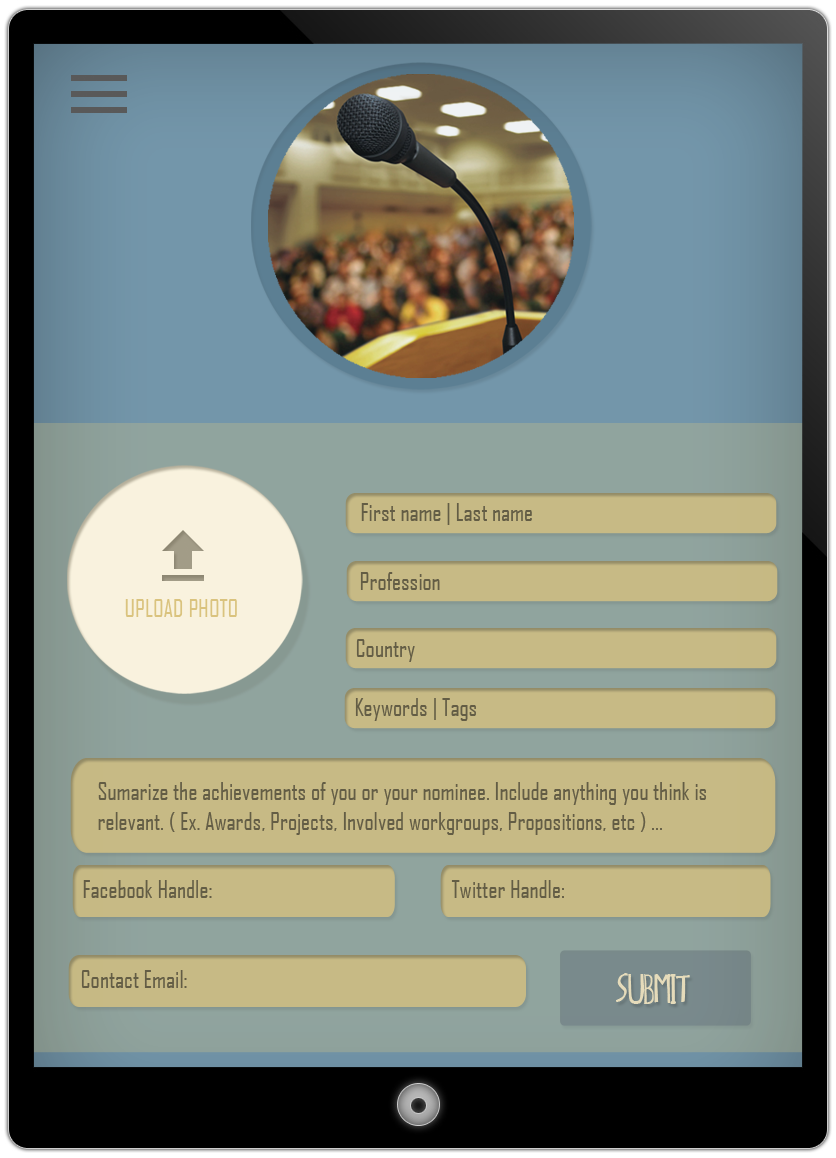 First name | Last name
UPLOAD PHOTO
Profession
Country
Keywords | Tags
Sumarize the achievements of you or your nominee. Include anything you think is
relevant. ( Ex. Awards, Projects, Involved workgroups, Propositions, etc ) ...
Facebook Handle:
Twitter Handle:
Contact Email:
SUBMIT